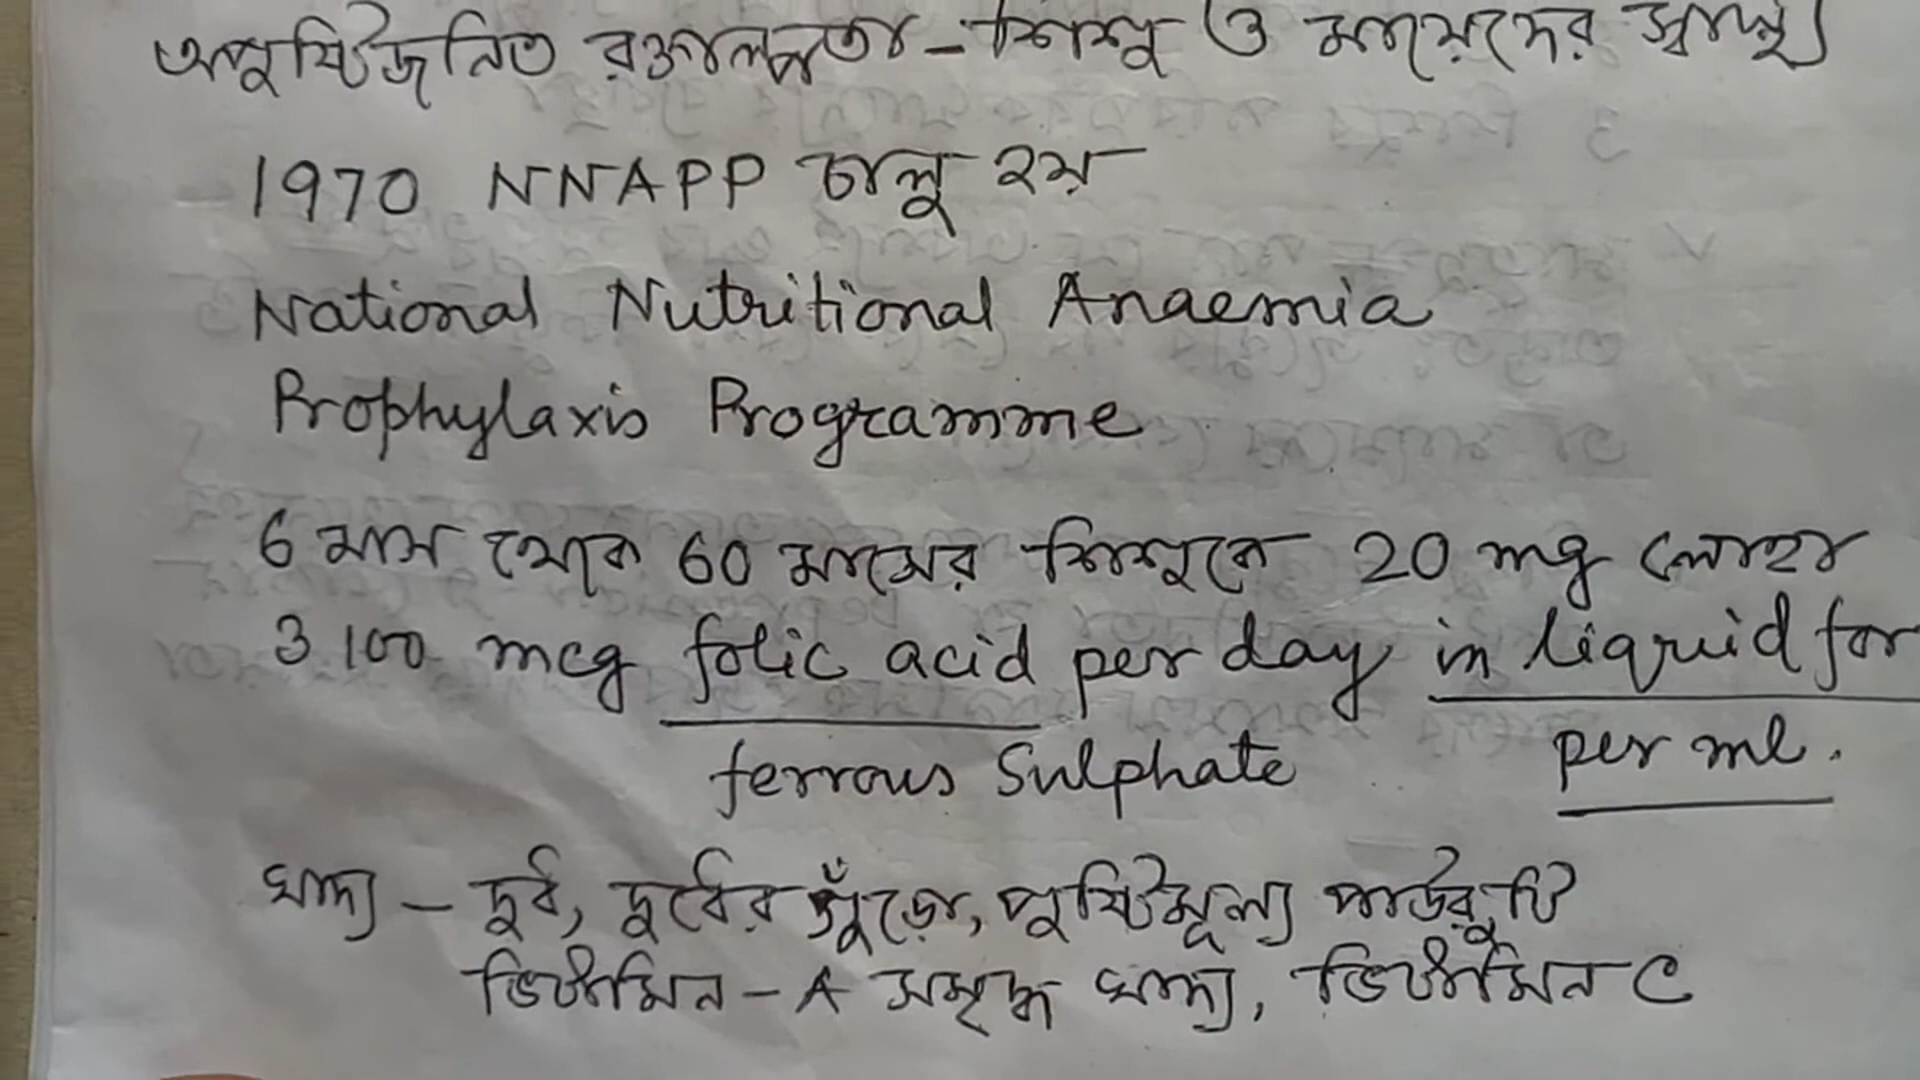 অপুষ্টিজনিত রক্তাল্পতা - শিশু ও মায়েদের স্বাস্থ্য
1970 NNAPP চালু হয়
National Nutritional Anaemia
Prophylaxis Programme
6 মাস থেকে 60 মাসের শিশুকে 20 mg লোহা
ও 100 mcg folic acid per day in liquid for
ferrous Sulphate per ml.
খাদ্য - দুধ, দুধের গুঁড়ো, পুষ্টিমূল্য পাউরুটি
ভিটামিন - A সমৃদ্ধ খাদ্য, ভিটামিন C